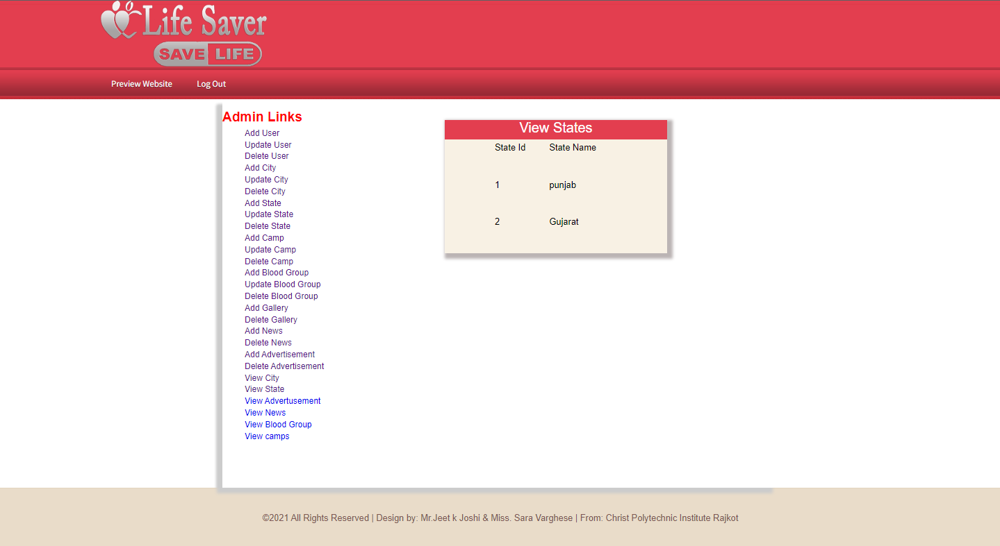 Life Saver
SAVE LIFE
Preview Website Log Out
Admin Links
Add User
Update User
Delete User
Add City
Update City
Delete City
Add State
Update State
Delete State
Add Camp
Update Camp
Delete Camp
Add Blood Group
Update Blood Group
Delete Blood Group
Add Gallery
Delete Gallery
Add News
Delete News
Add Advertisement
Delete Advertisement
View City
View State
View Advertusement
View News
View Blood Group
View camps
View States
State Id State Name
1 punjab
2 Gujarat
©2021 All Rights Reserved | Design by: Mr.Jeet k Joshi & Miss. Sara Varghese | From: Christ Polytechnic Institute Rajkot